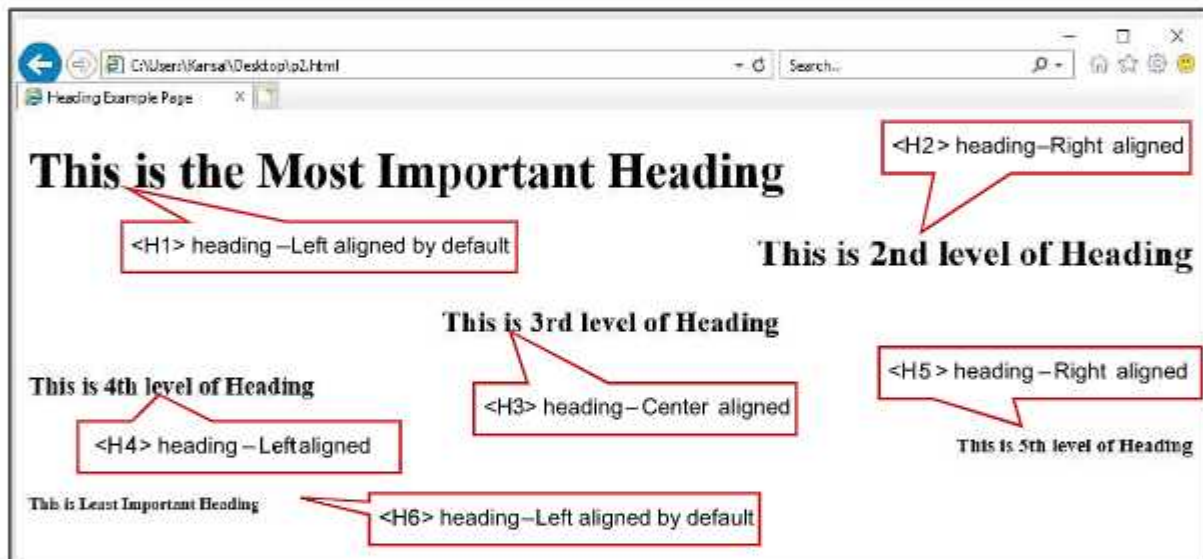 C:\Users\Kansal\Desktop\p2.html
Search...
Heading Example Page
<H2> heading–Right aligned
This is the Most Important Heading
<H1> heading –Left aligned by default
This is 2nd level of Heading
This is 3rd level of Heading
<H5 > heading – Right aligned
This is 4th level of Heading
<H3> heading – Center aligned
<H4> heading – Leftaligned
This is 5th level of Heading
This is Least Important Heading
<H6> heading–Left aligned by default